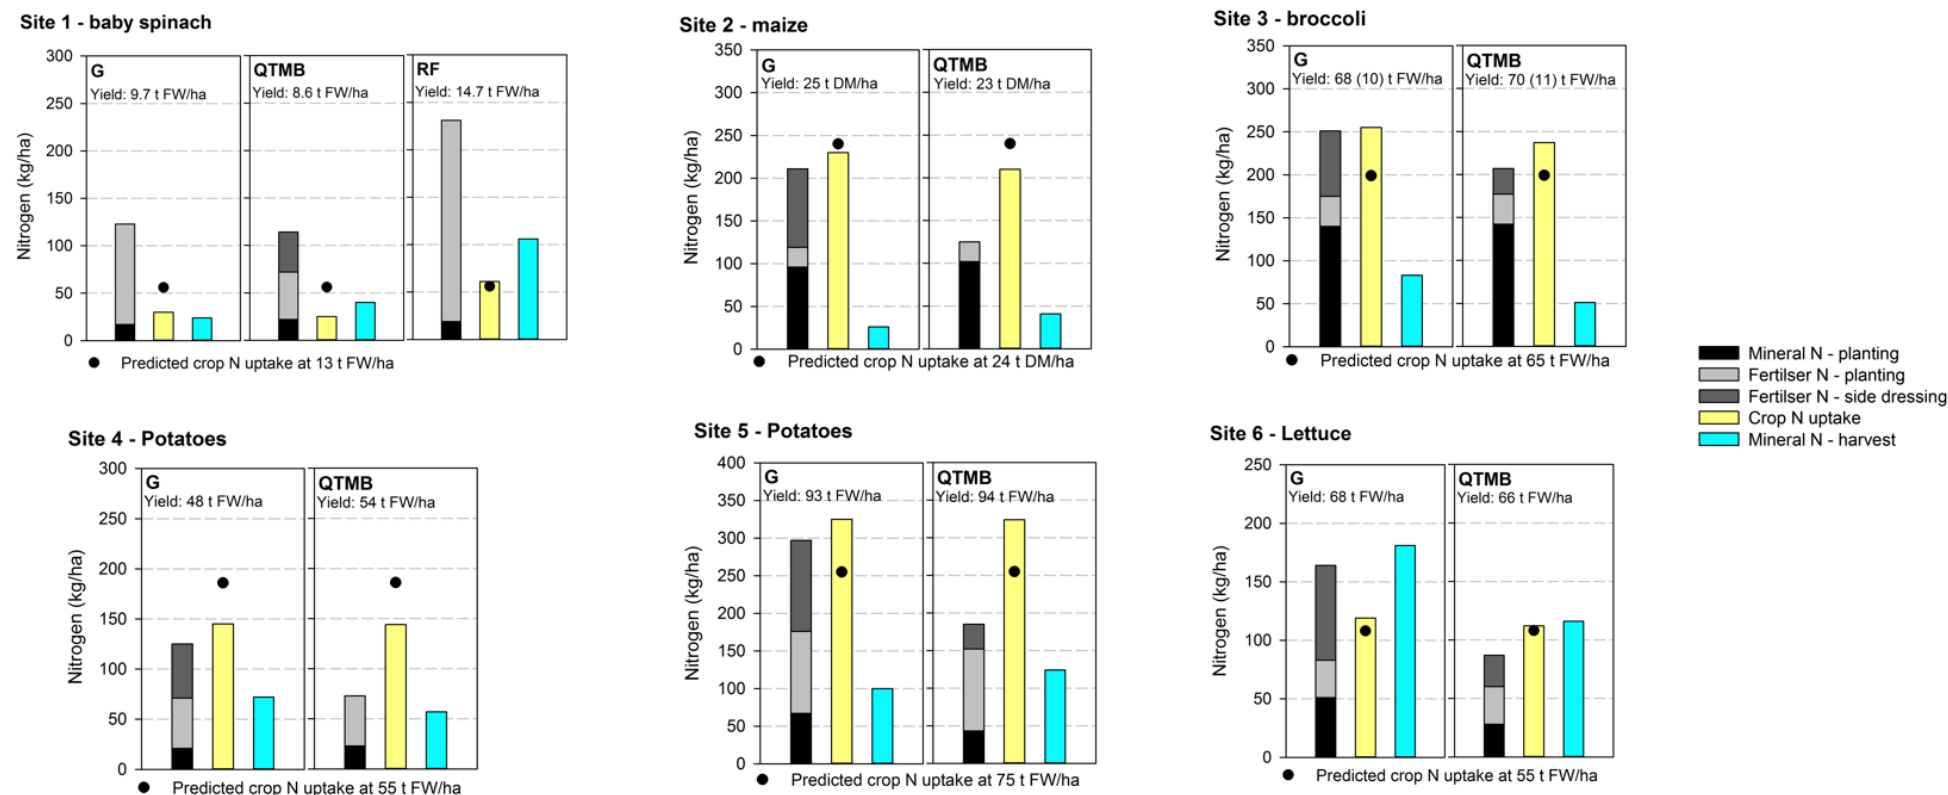 Site 1 - baby spinach
300
250
200
150
100
50
0
Nitrogen (kg/ha)
G
Yield: 9.7 t FW/ha
QTMB
Yield: 8.6 t FW/ha
RF
Yield: 14.7 t FW/ha
Predicted crop N uptake at 13 t FW/ha
Site 2 - maize
350
300
250
200
150
100
50
0
Nitrogen (kg/ha)
G
Yield: 25 t DM/ha
QTMB
Yield: 23 t DM/ha
Predicted crop N uptake at 24 t DM/ha
Site 3 - broccoli
350
300
250
200
150
100
50
0
Nitrogen (kg/ha)
G
Yield: 68 (10) t FW/ha
QTMB
Yield: 70 (11) t FW/ha
Predicted crop N uptake at 65 t FW/ha
Mineral N - planting
Fertilser N - planting
Fertilser N - side dressing
Crop N uptake
Mineral N - harvest
Site 4 - Potatoes
300
250
200
150
100
50
0
Nitrogen (kg/ha)
G
Yield: 48 t FW/ha
QTMB
Yield: 54 t FW/ha
Predicted crop N uptake at 55 t FW/ha
Site 5 - Potatoes
400
350
300
250
200
150
100
50
0
Nitrogen (kg/ha)
G
Yield: 93 t FW/ha
QTMB
Yield: 94 t FW/ha
Predicted crop N uptake at 75 t FW/ha
Site 6 - Lettuce
250
200
150
100
50
0
Nitrogen (kg/ha)
G
Yield: 68 t FW/ha
QTMB
Yield: 66 t FW/ha
Predicted crop N uptake at 55 t FW/ha